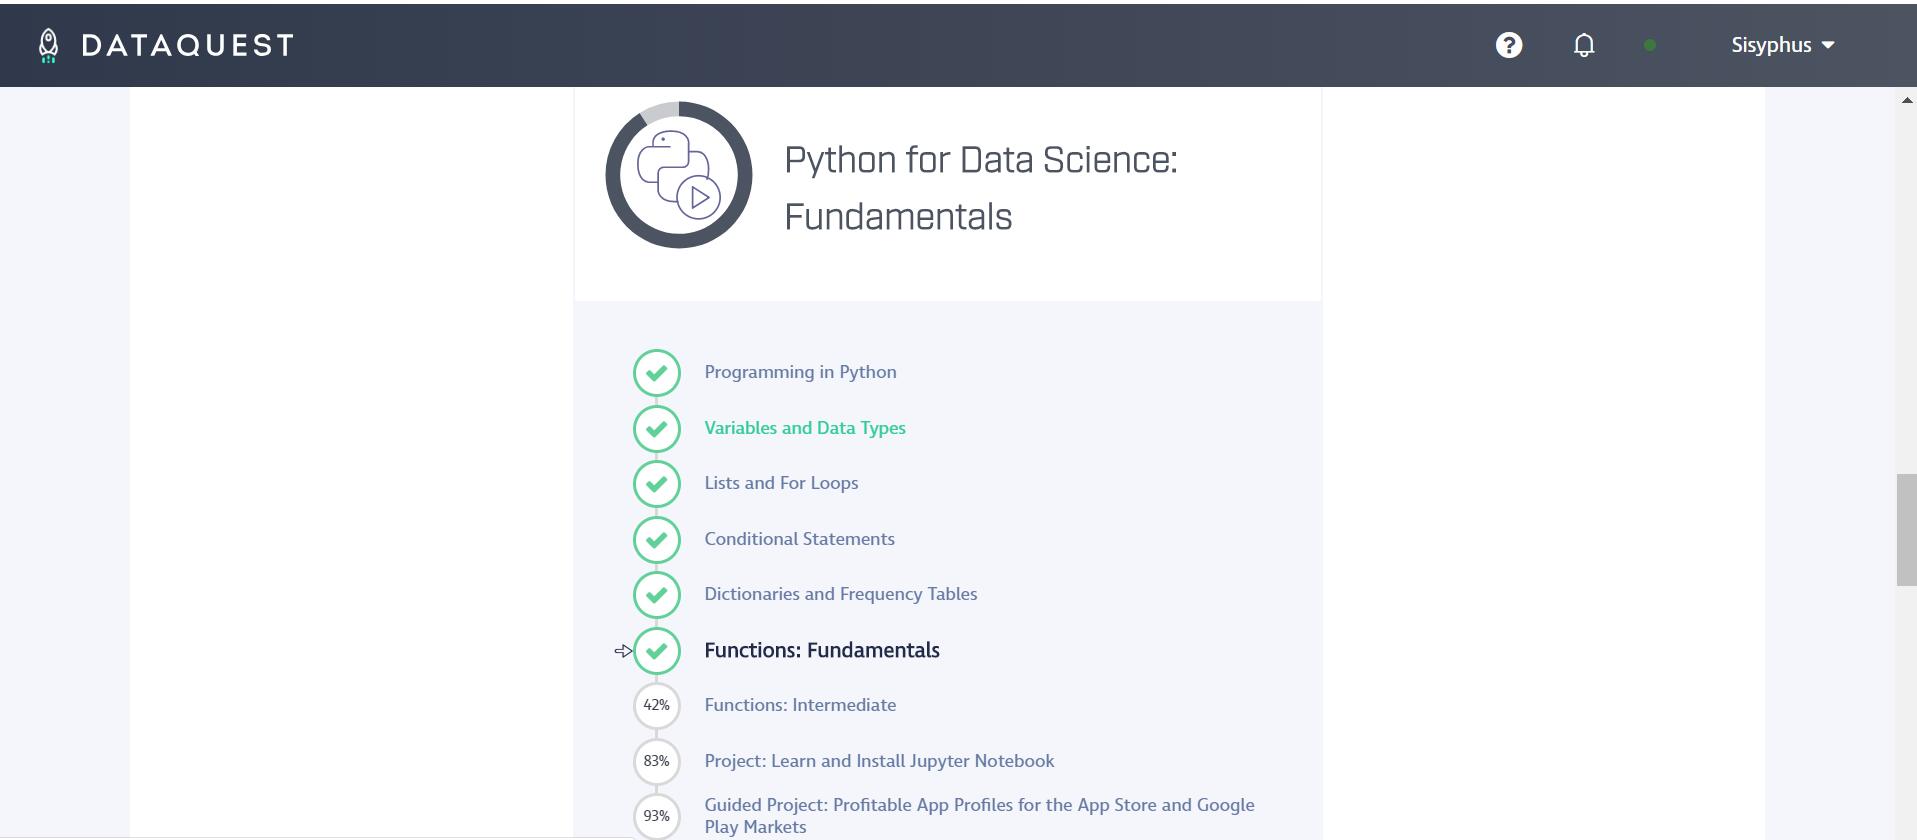 DATAQUEST
?
Sisyphus
Python for Data Science:
Fundamentals
Programming in Python
Variables and Data Types
Lists and For Loops
Conditional Statements
Dictionaries and Frequency Tables
Functions: Fundamentals
42% Functions: Intermediate
83% Project: Learn and Install Jupyter Notebook
93% Guided Project: Profitable App Profiles for the App Store and Google
Play Markets